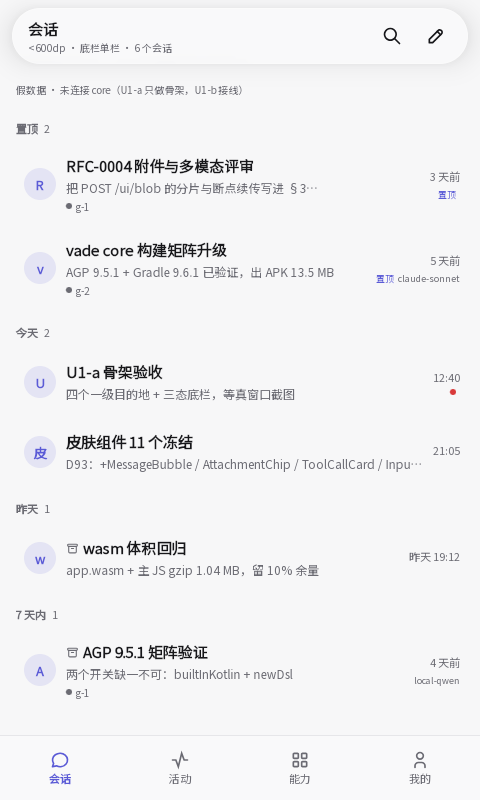 会话
<600dp · 底栏单栏 · 6 个会话
假数据 · 未连接 core（U1-a 只做骨架，U1-b 接线）
置顶 2
R
RFC-0004 附件与多模态评审
3 天前
把 POST /ui/blob 的分片与断点续传写进 §3…
置顶
g-1
v
vade core 构建矩阵升级
5 天前
AGP 9.5.1 + Gradle 9.6.1 已验证，出 APK 13.5 MB
置顶 claude-sonnet
g-2
今天 2
U
U1-a 骨架验收
12:40
四个一级目的地 + 三态底栏，等真窗口截图
皮
皮肤组件 11 个冻结
21:05
D93：+MessageBubble / AttachmentChip / ToolCallCard / Inpu…
昨天 1
w
wasm 体积回归
昨天 19:12
app.wasm + 主 JS gzip 1.04 MB，留 10% 余量
7 天内 1
A
AGP 9.5.1 矩阵验证
4 天前
两个开关缺一不可：builtInKotlin + newDsl
local-qwen
g-1
会话
活动
能力
我的